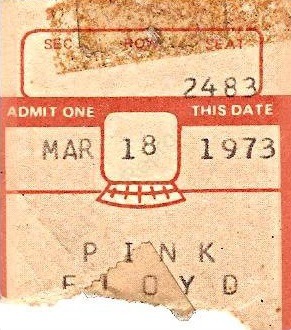 SEC ROW SEAT
2483
ADMIT ONE THIS DATE
MAR 18 1973
PINK
FLOYD